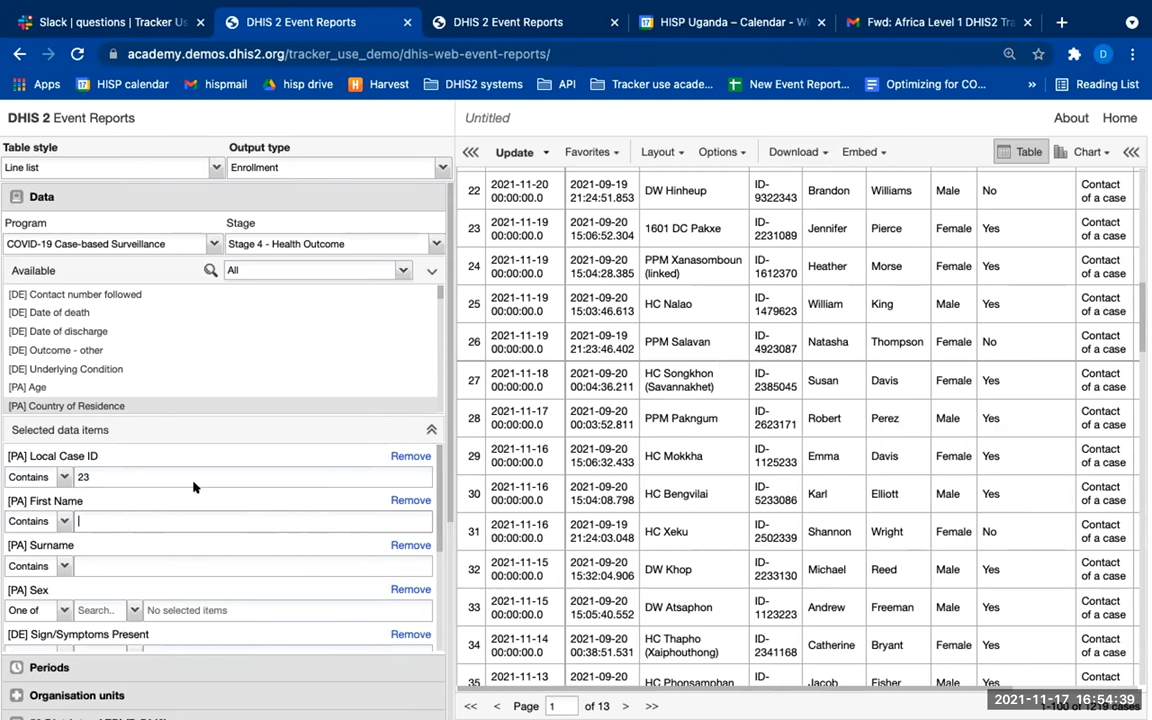 Slack | questions | Tracker Us
DHIS 2 Event Reports
DHIS 2 Event Reports
HISP Uganda – Calendar - W
Fwd: Africa Level 1 DHIS2 Tra
academy.demos.dhis2.org/tracker_use_demo/dhis-web-event-reports/
D
Apps
HISP calendar
hispmail
hisp drive
Harvest
DHIS2 systems
API
Tracker use acade...
New Event Report...
Optimizing for CO...
Reading List
DHIS 2 Event Reports
Untitled
About
Home
Table style
Output type
Line list
Enrollment
Update
Favorites
Layout
Options
Download
Embed
Table
Chart
Data
Program
Stage
COVID-19 Case-based Surveillance
Stage 4 - Health Outcome
Available
All
[DE] Contact number followed
[DE] Date of death
[DE] Date of discharge
[DE] Outcome - other
[DE] Underlying Condition
[PA] Age
[PA] Country of Residence
Selected data items
[PA] Local Case ID
Remove
Contains
23
[PA] First Name
Remove
Contains
[PA] Surname
Remove
Contains
[PA] Sex
Remove
One of
Search..
No selected items
[DE] Sign/Symptoms Present
Remove
Periods
Organisation units
22 2021-11-20 00:00:00.0 2021-09-19 21:24:51.853 DW Hinheup ID-9322343 Brandon Williams Male No Contact of a case
23 2021-11-19 00:00:00.0 2021-09-20 15:06:52.304 1601 DC Pakxe ID-2231089 Jennifer Pierce Female Yes Contact of a case
24 2021-11-19 00:00:00.0 2021-09-20 15:04:28.385 PPM Xanasomboun (linked) ID-1612370 Heather Morse Female Yes Contact of a case
25 2021-11-19 00:00:00.0 2021-09-20 15:03:46.613 HC Nalao ID-1479623 William King Male Yes Contact of a case
26 2021-11-19 00:00:00.0 2021-09-19 21:23:46.402 PPM Salavan ID-4923087 Natasha Thompson Female No Contact of a case
27 2021-11-18 00:00:00.0 2021-09-20 00:04:36.211 HC Songkhon (Savannakhet) ID-2385045 Susan Davis Female Yes Contact of a case
28 2021-11-17 00:00:00.0 2021-09-20 00:03:52.811 PPM Pakngum ID-2623171 Robert Perez Male Yes Contact of a case
29 2021-11-16 00:00:00.0 2021-09-20 15:06:32.433 HC Mokkha ID-1125233 Emma Davis Female Yes Contact of a case
30 2021-11-16 00:00:00.0 2021-09-20 15:04:08.798 HC Bengvilai ID-5233086 Karl Elliott Male Yes Contact of a case
31 2021-11-16 00:00:00.0 2021-09-19 21:24:03.048 HC Xeku ID-2502339 Shannon Wright Female No Contact of a case
32 2021-11-15 00:00:00.0 2021-09-20 15:32:04.906 DW Khop ID-2233130 Michael Reed Male Yes Contact of a case
33 2021-11-15 00:00:00.0 2021-09-20 15:05:40.552 DW Atsaphon ID-1123223 Andrew Freeman Male Yes Contact of a case
34 2021-11-14 00:00:00.0 2021-09-20 00:38:51.531 HC Thapho (Xaiphouthong) ID-2341168 Catherine Bryant Female Yes Contact of a case
35 2021-11-13 2021-09-20 HC Phonsamphan ID- Jacob Fisher Male Yes Contact
<< < Page 1 of 13 > >>
2021-11-17 16:54:39
1-100 of 1219 cases